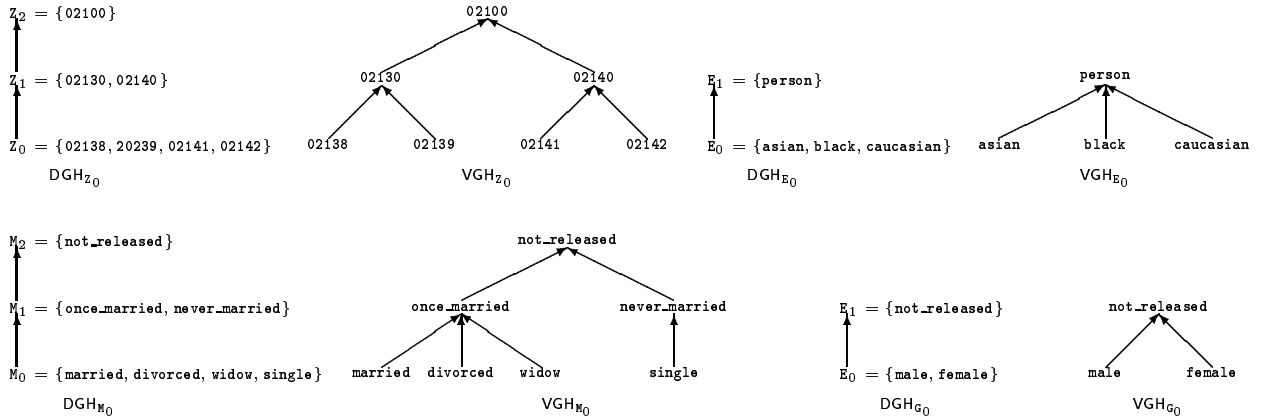 Z2 = {02100} 02100
Z1 = {02130, 02140} 02130 02140 E1 = {person} person
Z0 = {02138, 20239, 02141, 02142} 02138 02139 02141 02142 E0 = {asian, black, caucasian} asian black caucasian
DGHZ0 VGHZ0 DGHE0 VGHE0
M2 = {not_released} not_released
M1 = {once_married, never_married} once_married never_married E1 = {not_released} not_released
M0 = {married, divorced, widow, single} married divorced widow single E0 = {male, female} male female
DGHM0 VGHM0 DGHG0 VGHG0